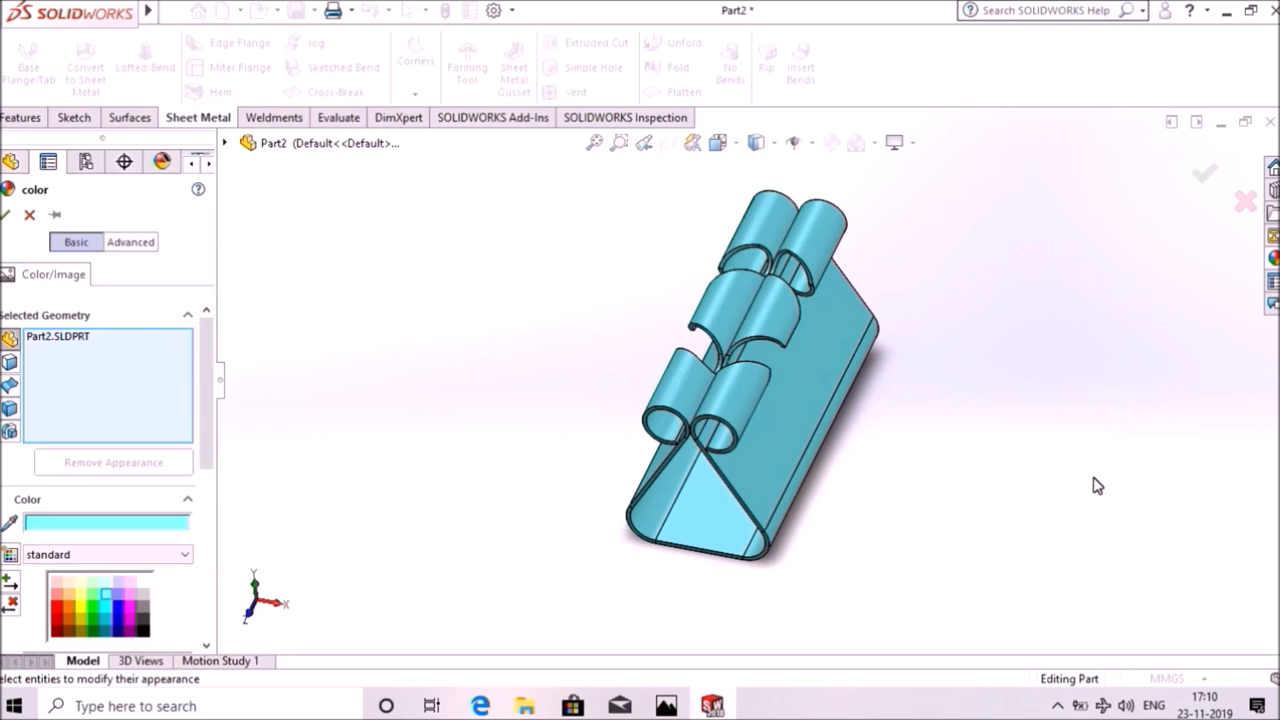 SOLIDWORKS
Part2 *
Search SOLIDWORKS Help
?
Base Flange/Tab
Convert to Sheet Metal
Lofted-Bend
Edge Flange
Miter Flange
Hem
Jog
Sketched Bend
Cross-Break
Corners
Forming Tool
Sheet Metal Gusset
Extruded Cut
Simple Hole
Vent
Unfold
Fold
Flatten
No Bends
Rip
Insert Bends
Features
Sketch
Surfaces
Sheet Metal
Weldments
Evaluate
DimXpert
SOLIDWORKS Add-Ins
SOLIDWORKS Inspection
Part2 (Default<<Default>...
color
Basic
Advanced
Color/Image
Selected Geometry
Part2.SLDPRT
Remove Appearance
Color
standard
Y
X
Z
Model
3D Views
Motion Study 1
elect entities to modify their appearance
Editing Part
MMGS
Type here to search
ENG
17:10
23-11-2019